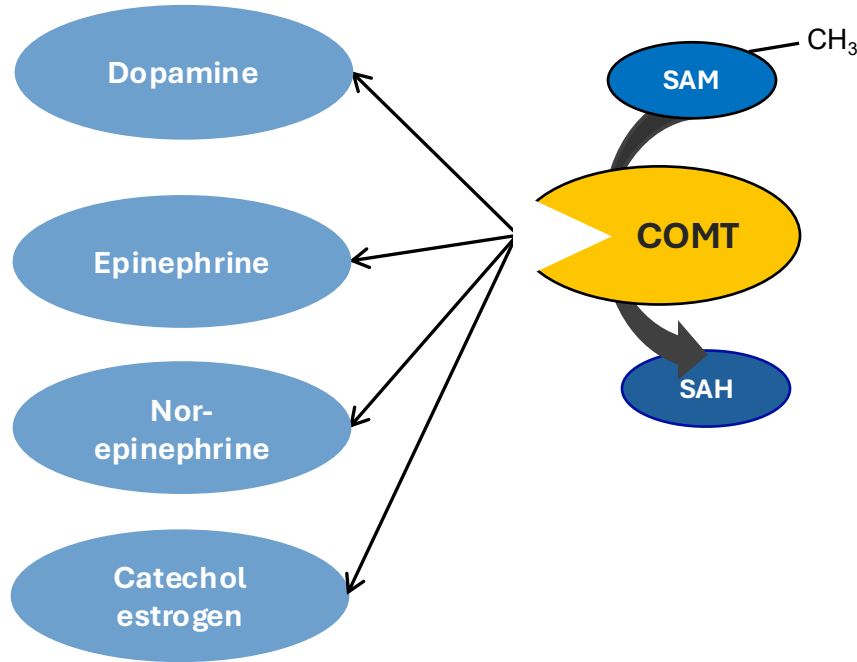 Dopamine
CH₃
SAM
Epinephrine
COMT
Nor-
epinephrine
SAH
Catechol
estrogen